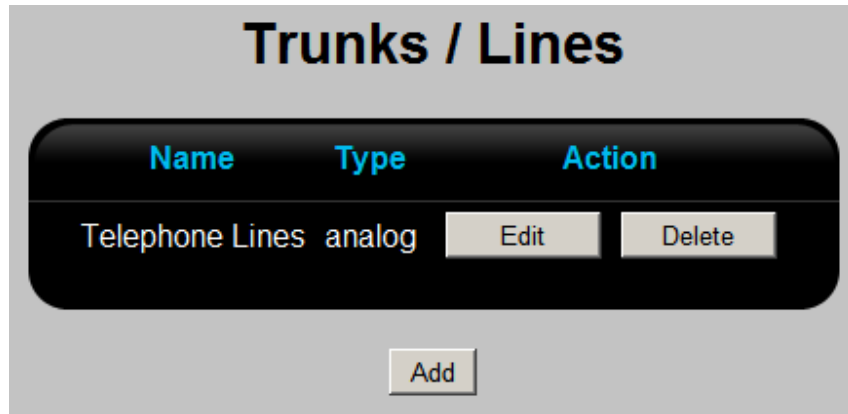 Trunks / Lines
Name Type Action
Telephone Lines analog Edit Delete
Add